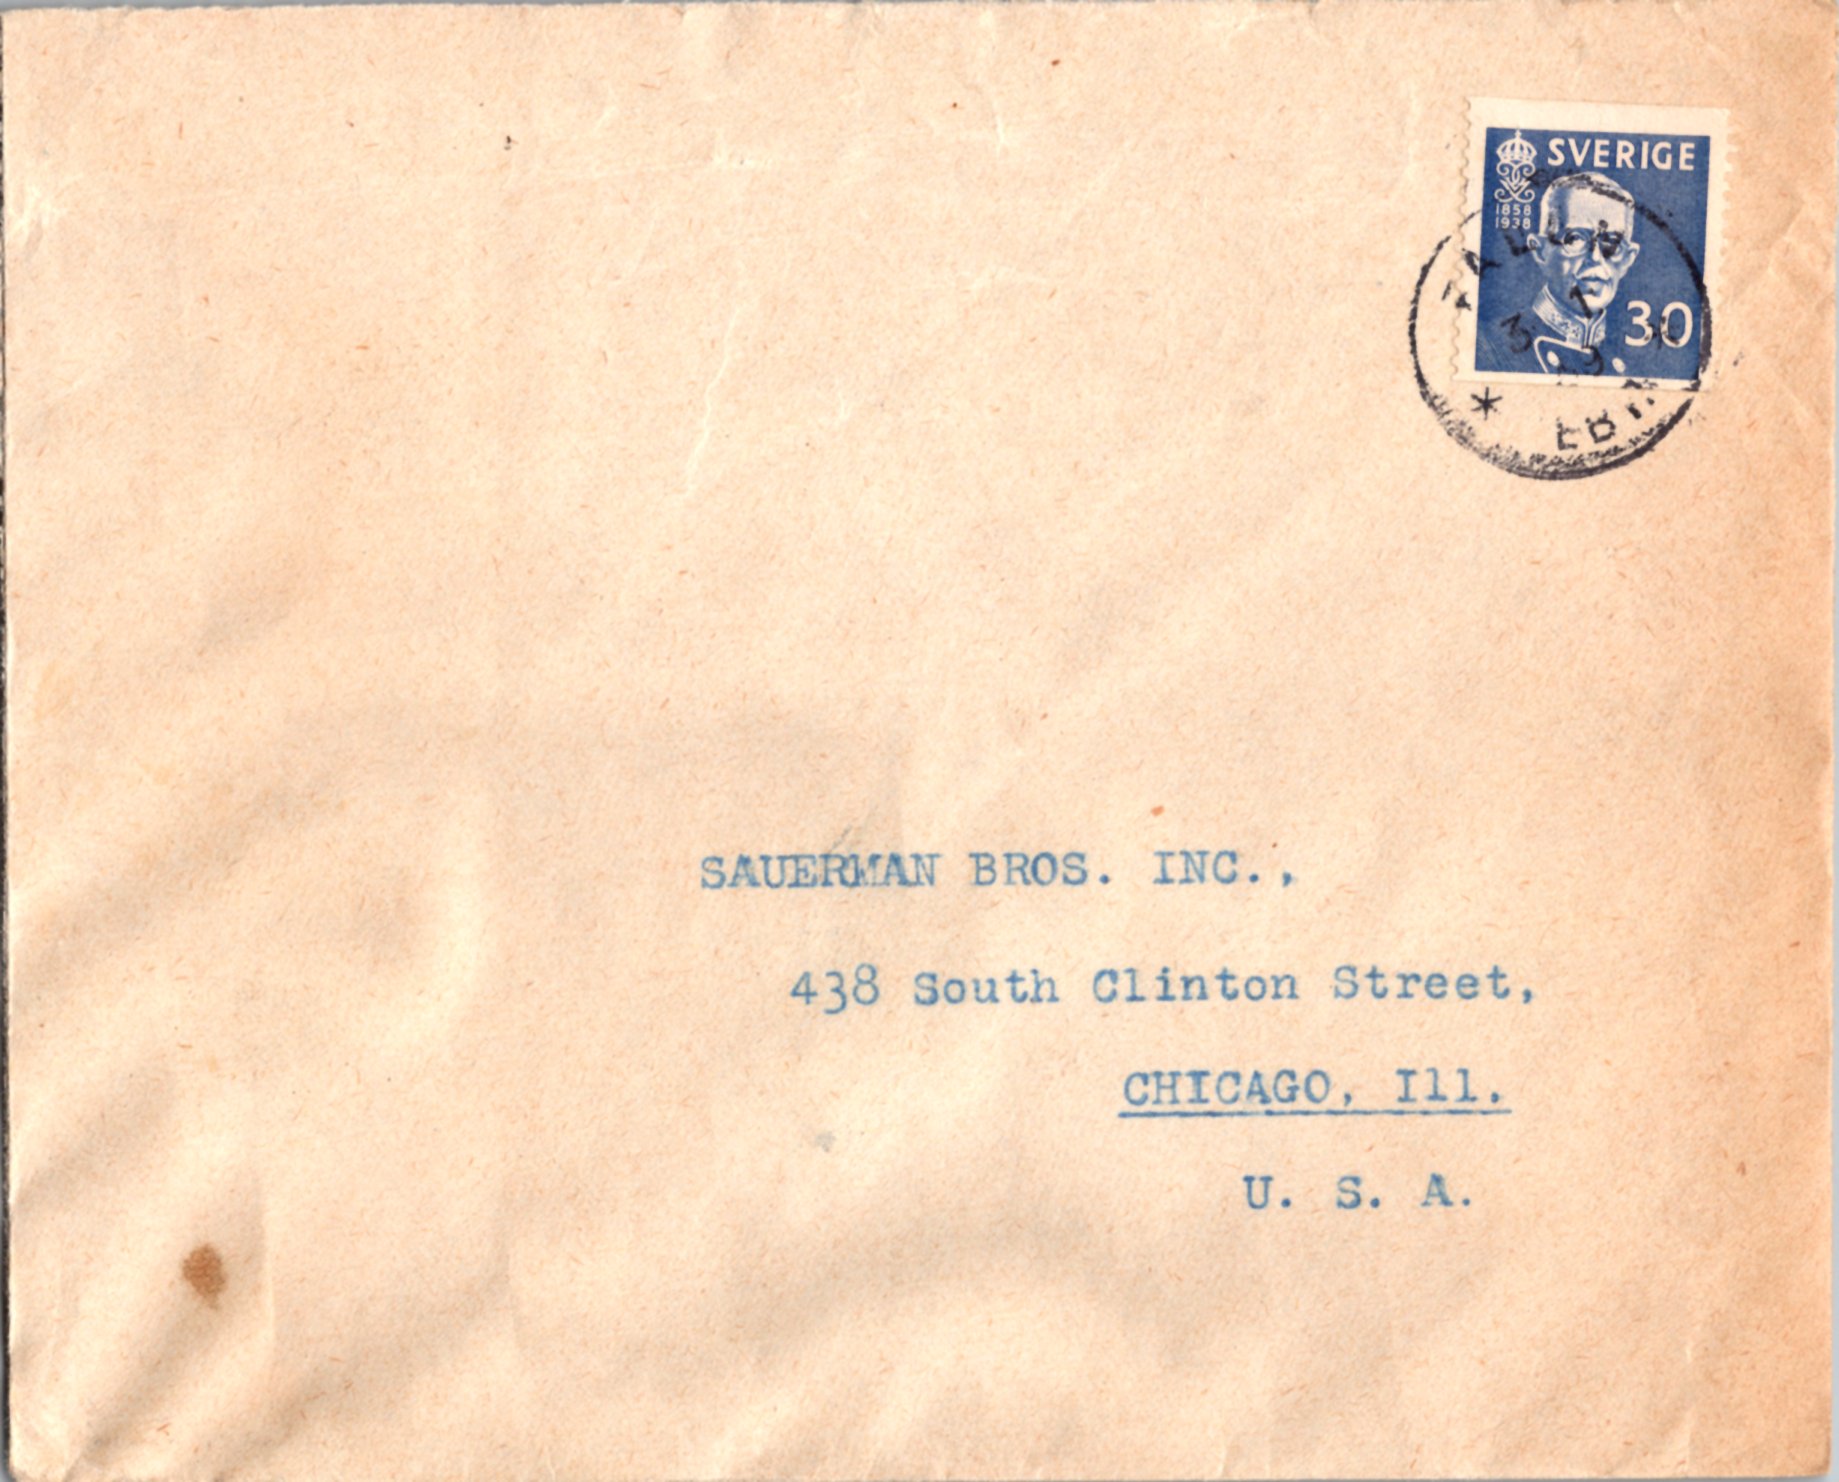 SVERIGE
1858
1938
30
SAUERMAN BROS. INC.,
438 South Clinton Street,
CHICAGO, Ill.
U. S. A.